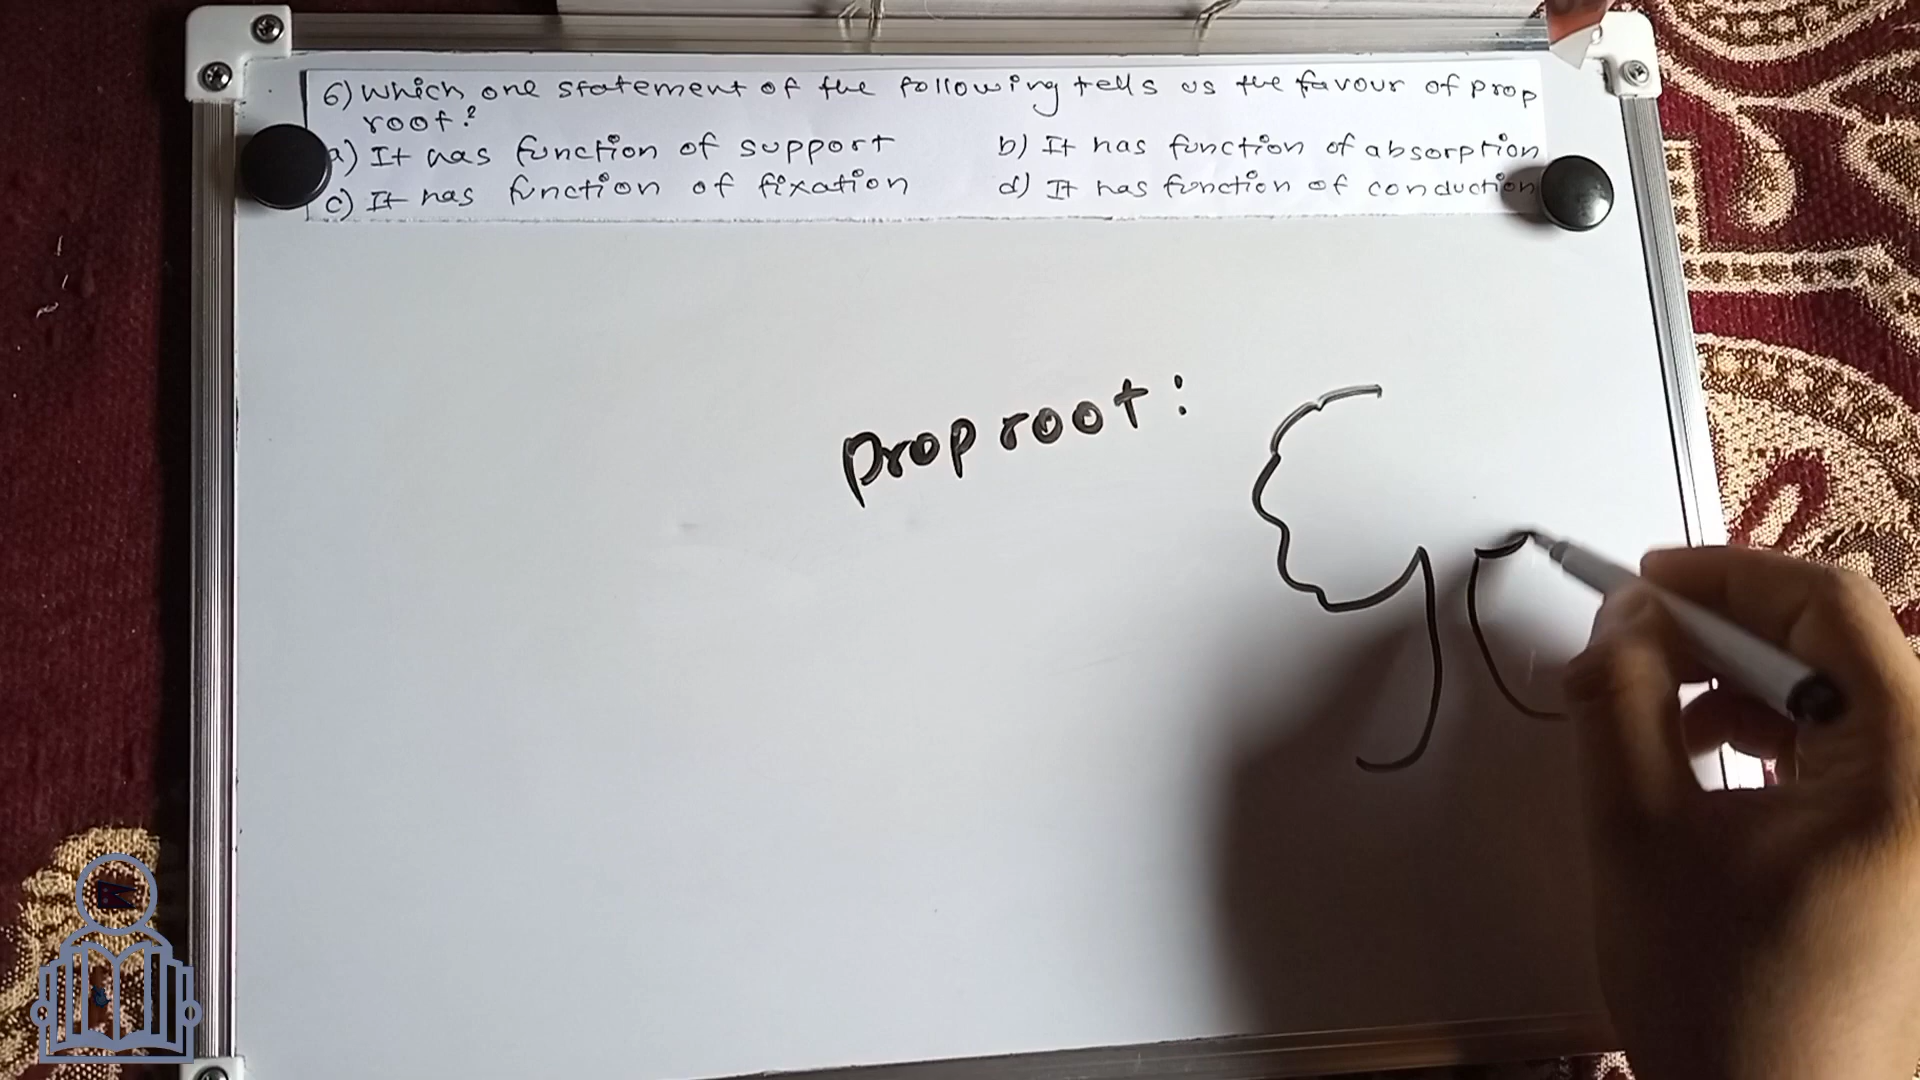 6) Which one statement of the following tells us the favour of prop
root?
a) It has function of support b) It has function of absorption
c) It has function of fixation d) It has function of conduction
prop root: